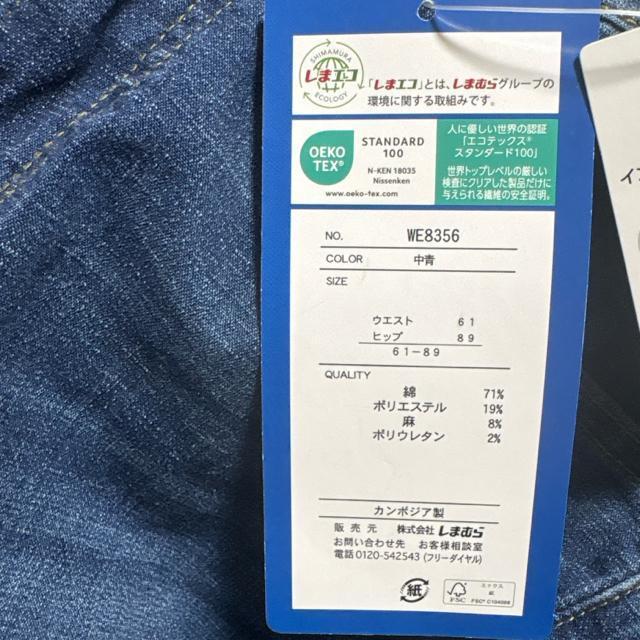 SHIMAMURA
しまエコ
ECOLOGY
「しまエコ」とは、しまむらグループの
環境に関する取組みです。
OEKO
TEX®
STANDARD
100
N-KEN 18035
Nissenken
www.oeko-tex.com
人に優しい世界の認証
「エコテックス®
スタンダード100」
世界トップレベルの厳しい
検査にクリアした製品だけに
与えられる繊維の安全証明。
NO. WE8356
COLOR 中青
SIZE
ウエスト 61
ヒップ 89
61-89
QUALITY
綿 71%
ポリエステル 19%
麻 8%
ポリウレタン 2%
カンボジア製
販売元 株式会社しまむら
お問い合わせ先 お客様相談室
電話0120-542543 (フリーダイヤル)
紙
FSC
ミックス
紙